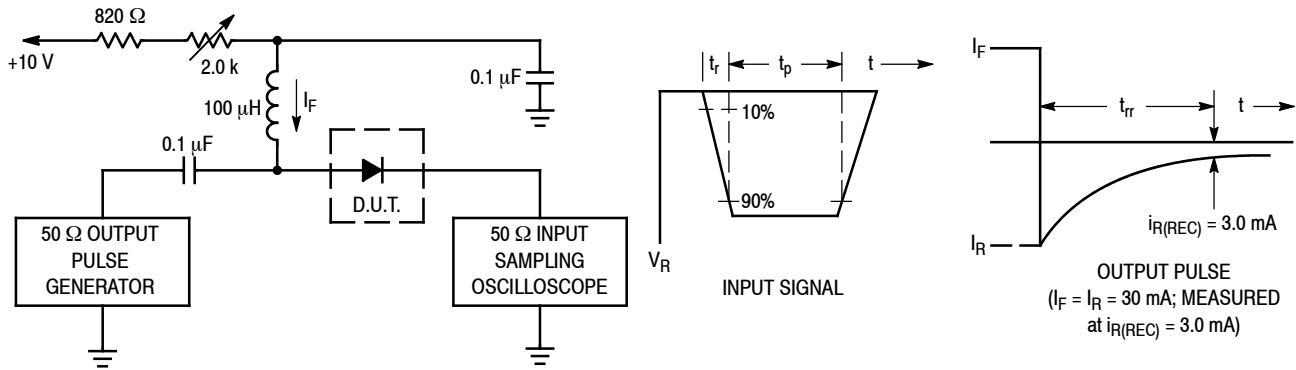 820 Ω
+10 V
2.0 k
100 µH
I_F
0.1 µF
0.1 µF
D.U.T.
50 Ω OUTPUT
PULSE
GENERATOR
50 Ω INPUT
SAMPLING
OSCILLOSCOPE
t_r
t_p
t
10%
90%
V_R
INPUT SIGNAL
I_F
t_rr
t
I_R
i_R(REC) = 3.0 mA
OUTPUT PULSE
(I_F = I_R = 30 mA; MEASURED
at i_R(REC) = 3.0 mA)